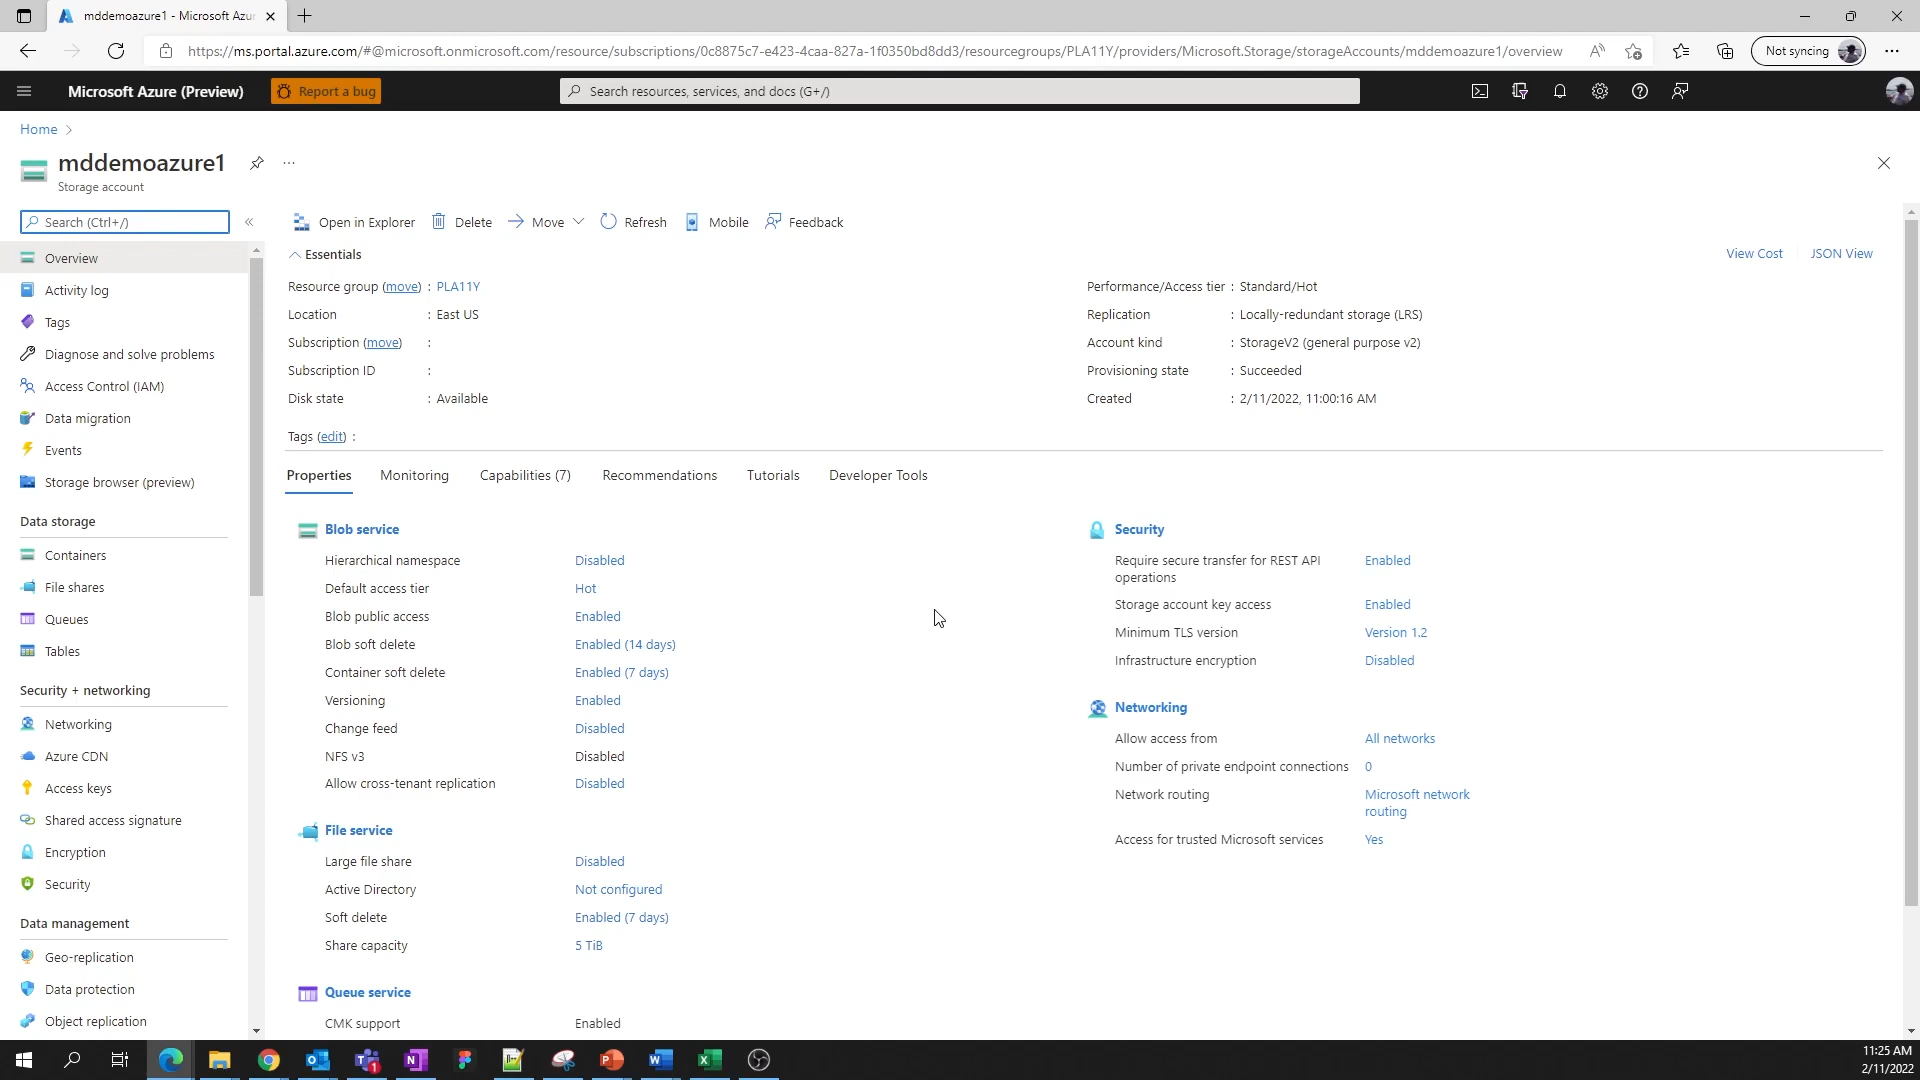 mddemoazure1 - Microsoft Azur
https://ms.portal.azure.com/#@microsoft.onmicrosoft.com/resource/subscriptions/0c8875c7-e423-4caa-827a-1f0350bd8dd3/resourcegroups/PLA11Y/providers/Microsoft.Storage/storageAccounts/mddemoazure1/overview
Not syncing
Microsoft Azure (Preview)
Report a bug
Search resources, services, and docs (G+/)
Home
mddemoazure1
Storage account
Search (Ctrl+/)
Overview
Activity log
Tags
Diagnose and solve problems
Access Control (IAM)
Data migration
Events
Storage browser (preview)
Data storage
Containers
File shares
Queues
Tables
Security + networking
Networking
Azure CDN
Access keys
Shared access signature
Encryption
Security
Data management
Geo-replication
Data protection
Object replication
Open in Explorer Delete Move Refresh Mobile Feedback
Essentials
View Cost JSON View
Resource group (move) : PLA11Y
Location : East US
Subscription (move) :
Subscription ID :
Disk state : Available
Performance/Access tier : Standard/Hot
Replication : Locally-redundant storage (LRS)
Account kind : StorageV2 (general purpose v2)
Provisioning state : Succeeded
Created : 2/11/2022, 11:00:16 AM
Tags (edit) :
Properties Monitoring Capabilities (7) Recommendations Tutorials Developer Tools
Blob service
Hierarchical namespace Disabled
Default access tier Hot
Blob public access Enabled
Blob soft delete Enabled (14 days)
Container soft delete Enabled (7 days)
Versioning Enabled
Change feed Disabled
NFS v3 Disabled
Allow cross-tenant replication Disabled
File service
Large file share Disabled
Active Directory Not configured
Soft delete Enabled (7 days)
Share capacity 5 TiB
Queue service
CMK support Enabled
Security
Require secure transfer for REST API Enabled
operations
Storage account key access Enabled
Minimum TLS version Version 1.2
Infrastructure encryption Disabled
Networking
Allow access from All networks
Number of private endpoint connections 0
Network routing Microsoft network
routing
Access for trusted Microsoft services Yes
11:25 AM
2/11/2022